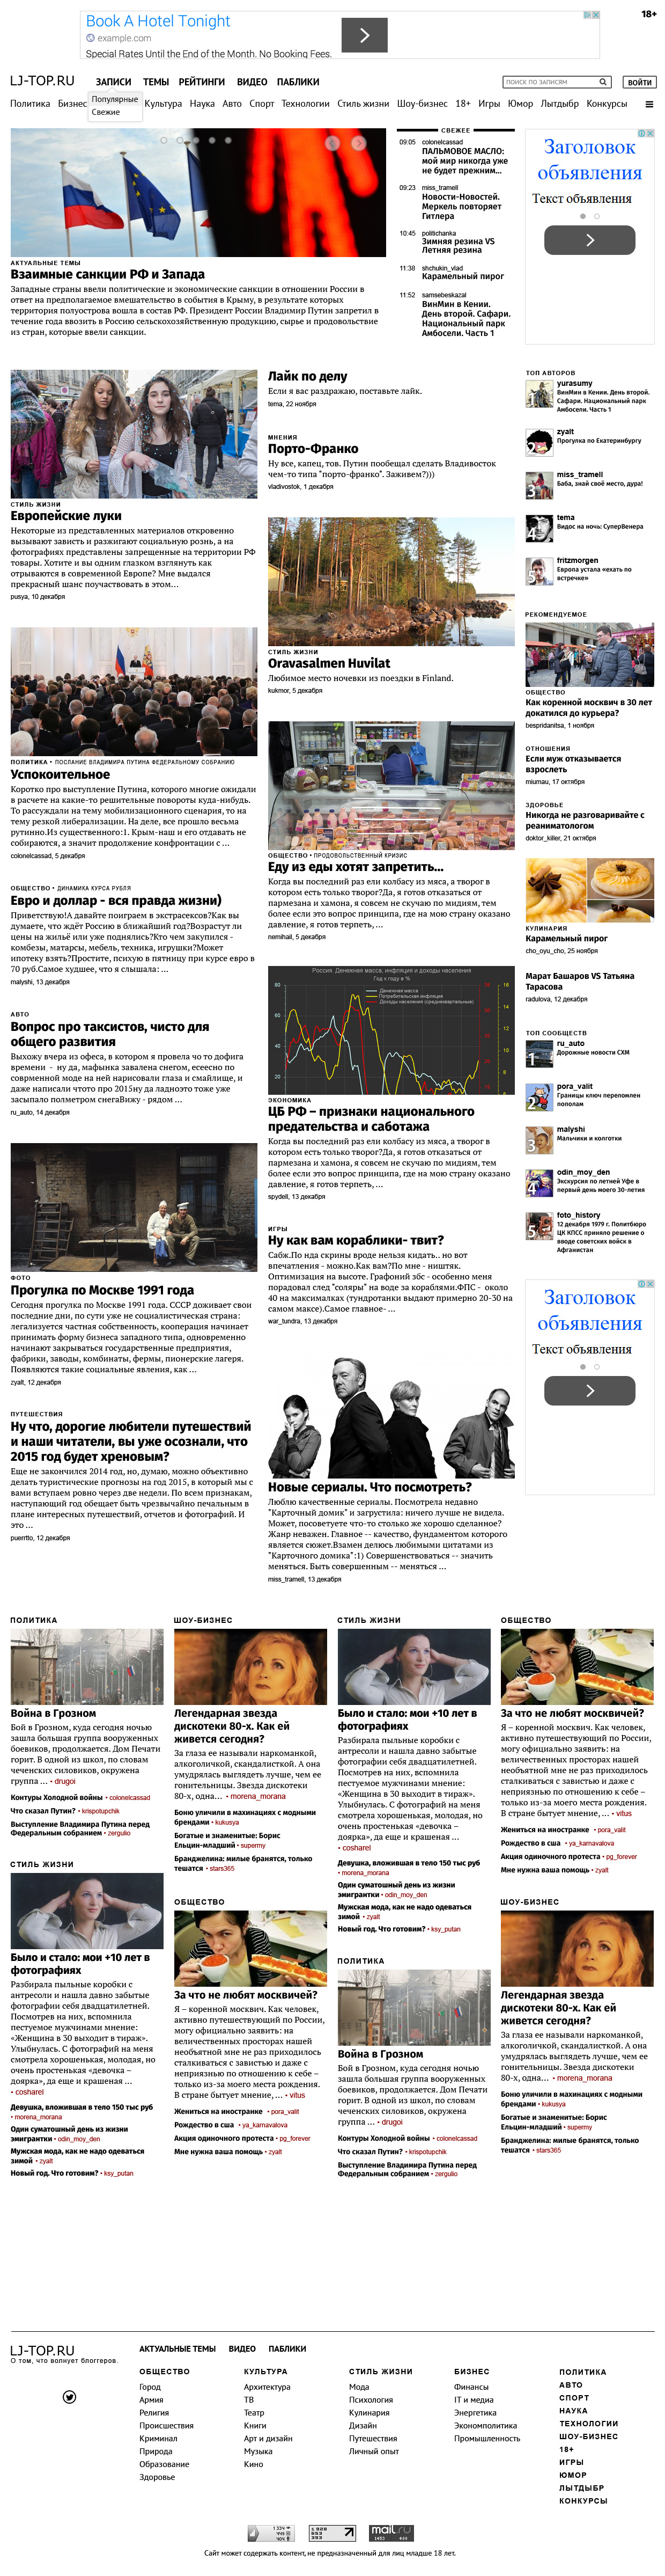 18+
Book A Hotel Tonight
example.com
Special Rates Until the End of the Month. No Booking Fees.
LJ-TOP.RU
ЗАПИСИ ТЕМЫ РЕЙТИНГИ ВИДЕО ПАБЛИКИ
ПОИСК ПО ЗАПИСЯМ
ВОЙТИ
Популярные
Свежие
Политика Бизнес Культура Наука Авто Спорт Технологии Стиль жизни Шоу-бизнес 18+ Игры Юмор Лытдыбр Конкурсы
АКТУАЛЬНЫЕ ТЕМЫ
Взаимные санкции РФ и Запада
Западные страны ввели политические и экономические санкции в отношении России в
ответ на предполагаемое вмешательство в события в Крыму, в результате которых
территория полуострова вошла в состав РФ. Президент России Владимир Путин запретил в
течение года ввозить в Россию сельскохозяйственную продукцию, сырье и продовольствие
из стран, которые ввели санкции.
СВЕЖЕЕ
09:05 colonelcassad
ПАЛЬМОВОЕ МАСЛО:
мой мир никогда уже
не будет прежним...
09:23 miss_tramell
Новости-Новостей.
Меркель повторяет
Гитлера
10:45 politichanka
Зимняя резина VS
Летняя резина
11:38 shchukin_vlad
Карамельный пирог
11:52 samsebeskazal
ВинМин в Кении.
День второй. Сафари.
Национальный парк
Амбосели. Часть 1
Заголовок
объявления
Текст объявления
СТИЛЬ ЖИЗНИ
Европейские луки
Некоторые из представленных материалов откровенно
вызывают зависть и разжигают социальную рознь, а на
фотографиях представлены запрещенные на территории РФ
товары. Хотите и вы одним глазком взглянуть как
отрываются в современной Европе? Мне выдался
прекрасный шанс поучаствовать в этом…
pusya, 10 декабря
ПОЛИТИКА • ПОСЛАНИЕ ВЛАДИМИРА ПУТИНА ФЕДЕРАЛЬНОМУ СОБРАНИЮ
Успокоительное
Коротко про выступление Путина, которого многие ожидали
в расчете на какие-то решительные повороты куда-нибудь.
То рассуждали на тему мобилизационного сценария, то на
тему резкой либерализации. На деле, все прошло весьма
рутинно.Из существенного:1. Крым-наш и его отдавать не
собираются, а значит продолжение конфронтации с …
colonelcassad, 5 декабря
ОБЩЕСТВО • ДИНАМИКА КУРСА РУБЛЯ
Евро и доллар - вся правда жизни)
Приветствую!А давайте поиграем в экстрасексов?Как вы
думаете, что ждёт Россию в ближайший год?Возрастут ли
цены на жильё или уже поднялись?Кто чем закупился -
комбезы, матарсы, мебель, техника, игрушки?Может
ипотеку взять?Простите, психую в пятницу при курсе евро в
70 руб.Самое худшее, что я слышала: …
malyshi, 13 декабря
АВТО
Вопрос про таксистов, чисто для
общего развития
Выхожу вчера из офеса, в котором я провела чо то дофига
времени - ну да, мафынка завалена снегом, есесно по
современной моде на ней нарисовали глаза и смайлище, и
даже написали чтото про 2015ну да ладноэто тоже уже
засыпало полметром снегаВижу - рядом …
ru_auto, 14 декабря
ФОТО
Прогулка по Москве 1991 года
Сегодня прогулка по Москве 1991 года. СССР доживает свои
последние дни, по сути уже не социалистическая страна:
легализуется частная собственность, кооперация начинает
принимать форму бизнеса западного типа, одновременно
начинают закрываться государственные предприятия,
фабрики, заводы, комбинаты, фермы, пионерские лагеря.
Появляются такие социальные явления, как …
zyalt, 12 декабря
ПУТЕШЕСТВИЯ
Ну что, дорогие любители путешествий
и наши читатели, вы уже осознали, что
2015 год будет хреновым?
Еще не закончился 2014 год, но, думаю, можно объективно
делать туристические прогнозы на год 2015, в который мы с
вами вступаем ровно через две недели. По всем признакам,
наступающий год обещает быть чрезвычайно печальным в
плане интересных путешествий, отчетов и фотографий. И
это …
puerrtto, 12 декабря
Лайк по делу
Если я вас раздражаю, поставьте лайк.
tema, 22 ноября
МНЕНИЯ
Порто-Франко
Ну все, капец, тов. Путин пообещал сделать Владивосток
чем-то типа "порто-франко". Заживем?)))
vladivostok, 1 декабря
СТИЛЬ ЖИЗНИ
Oravasalmen Huvilat
Любимое место ночевки из поездки в Finland.
kukmor, 5 декабря
ОБЩЕСТВО • ПРОДОВОЛЬСТВЕННЫЙ КРИЗИС
Еду из еды хотят запретить...
Когда вы последний раз ели колбасу из мяса, а творог в
котором есть только творог?Да, я готова отказаться от
пармезана и хамона, я совсем не скучаю по мидиям, тем
более если это вопрос принципа, где на мою страну оказано
давление, я готова терпеть, …
nemihail, 5 декабря
Россия. Денежная масса, инфляция и доходы населения
Год к году в %
Денежная масса
Потребительская инфляция
Доходы населения (средневзвешенные)
ЭКОНОМИКА
ЦБ РФ – признаки национального
предательства и саботажа
Когда вы последний раз ели колбасу из мяса, а творог в
котором есть только творог?Да, я готова отказаться от
пармезана и хамона, я совсем не скучаю по мидиям, тем
более если это вопрос принципа, где на мою страну оказано
давление, я готова терпеть, …
spydell, 13 декабря
ИГРЫ
Ну как вам кораблики- твит?
Сабж.По нда скрины вроде нельзя кидать.. но вот
впечатления - можно.Как вам?По мне - ништяк.
Оптимизация на высоте. Графоний збс - особенно меня
порадовал след "соляры" на воде за кораблями.ФПС - около
40 на максималках (тундротанки выдают примерно 20-30 на
самом максе).Самое главное- …
war_tundra, 13 декабря
Новые сериалы. Что посмотреть?
Люблю качественные сериалы. Посмотрела недавно
"Карточный домик" и загрустила: ничего лучше не видела.
Может, посоветуете что-то столько же хорошо, сделанное?
Жанр неважен. Главное -- качество, фундаментом которого
является сюжет.Взамен делюсь любимыми цитатами из
"Карточного домика":1) Совершенствоваться -- значить
меняться. Быть совершенным -- меняться …
miss_tramell, 13 декабря
ТОП АВТОРОВ
yurasumy
ВинМин в Кении. День второй.
Сафари. Национальный парк
Амбосели. Часть 1
2 zyalt
Прогулка по Екатеринбургу
3 miss_tramell
Баба, знай своё место, дура!
4 tema
Видос на ночь: СуперВенера
5 fritzmorgen
Европа устала «ехать по
встречке»
РЕКОМЕНДУЕМОЕ
ОБЩЕСТВО
Как коренной москвич в 30 лет
докатился до курьера?
bespridanitsa, 1 ноября
ОТНОШЕНИЯ
Если муж отказывается
взрослеть
miumau, 17 октября
ЗДОРОВЬЕ
Никогда не разговаривайте с
реаниматологом
doktor_killer, 21 октября
КУЛИНАРИЯ
Карамельный пирог
cho_oyu_cho, 25 ноября
Марат Башаров VS Татьяна
Тарасова
radulova, 12 декабря
ТОП СООБЩЕСТВ
1 ru_auto
Дорожные новости СХМ
2 pora_valit
Границы ключ переломлен
пополам
3 malyshi
Мальчики и колготки
4 odin_moy_den
Экскурсия по летней Уфе в
первый день моего 30-летия
5 foto_history
12 декабря 1979 г. Политбюро
ЦК КПСС приняло решение о
вводе советских войск в
Афганистан
Заголовок
объявления
Текст объявления
ПОЛИТИКА
Война в Грозном
Бой в Грозном, куда сегодня ночью
зашла большая группа вооруженных
боевиков, продолжается. Дом Печати
горит. В одной из школ, по словам
чеченских силовиков, окружена
группа … • drugoi
Контуры Холодной войны • colonelcassad
Что сказал Путин? • krispotupchik
Выступление Владимира Путина перед
Федеральным собранием • zergulio
СТИЛЬ ЖИЗНИ
Было и стало: мои +10 лет в
фотографиях
Разбирала пыльные коробки с
антресоли и нашла давно забытые
фотографии себя двадцатилетней.
Посмотрев на них, вспомнила
пестуемое мужчинами мнение:
«Женщина в 30 выходит в тираж».
Улыбнулась. С фотографий на меня
смотрела хорошенькая, молодая, но
очень простенькая «девочка –
доярка», да еще и крашеная …
• cosharel
Девушка, вложившая в тело 150 тыс руб
• morena_morana
Один суматошный день из жизни
эмигрантки • odin_moy_den
Мужская мода, как не надо одеваться
зимой • zyalt
Новый год. Что готовим? • ksy_putan
ШОУ-БИЗНЕС
Легендарная звезда
дискотеки 80-х. Как ей
живется сегодня?
За глаза ее называли наркоманкой,
алкоголичкой, скандалисткой. А она
умудрялась выглядеть лучше, чем ее
гонительницы. Звезда дискотеки
80-х, одна… • morena_morana
Боню уличили в махинациях с модными
брендами • kukusya
Богатые и знаменитые: Борис
Ельцин-младший • supermy
Бранджелина: милые бранятся, только
тешатся • stars365
ОБЩЕСТВО
За что не любят москвичей?
Я – коренной москвич. Как человек,
активно путешествующий по России,
могу официально заявить: на
величественных просторах нашей
необъятной мне не раз приходилось
сталкиваться с завистью и даже с
неприязнью по отношению к себе –
только из-за моего места рождения.
В стране бытует мнение, … • vitus
Жениться на иностранке • pora_valit
Рождество в сша • ya_karnavalova
Акция одиночного протеста • pg_forever
Мне нужна ваша помощь • zyalt
СТИЛЬ ЖИЗНИ
Было и стало: мои +10 лет в
фотографиях
Разбирала пыльные коробки с
антресоли и нашла давно забытые
фотографии себя двадцатилетней.
Посмотрев на них, вспомнила
пестуемое мужчинами мнение:
«Женщина в 30 выходит в тираж».
Улыбнулась. С фотографий на меня
смотрела хорошенькая, молодая, но
очень простенькая «девочка –
доярка», да еще и крашеная …
• cosharel
Девушка, вложившая в тело 150 тыс руб
• morena_morana
Один суматошный день из жизни
эмигрантки • odin_moy_den
Мужская мода, как не надо одеваться
зимой • zyalt
Новый год. Что готовим? • ksy_putan
ПОЛИТИКА
Война в Грозном
Бой в Грозном, куда сегодня ночью
зашла большая группа вооруженных
боевиков, продолжается. Дом Печати
горит. В одной из школ, по словам
чеченских силовиков, окружена
группа … • drugoi
Контуры Холодной войны • colonelcassad
Что сказал Путин? • krispotupchik
Выступление Владимира Путина перед
Федеральным собранием • zergulio
ОБЩЕСТВО
За что не любят москвичей?
Я – коренной москвич. Как человек,
активно путешествующий по России,
могу официально заявить: на
величественных просторах нашей
необъятной мне не раз приходилось
сталкиваться с завистью и даже с
неприязнью по отношению к себе –
только из-за моего места рождения.
В стране бытует мнение, … • vitus
Жениться на иностранке • pora_valit
Рождество в сша • ya_karnavalova
Акция одиночного протеста • pg_forever
Мне нужна ваша помощь • zyalt
ШОУ-БИЗНЕС
Легендарная звезда
дискотеки 80-х. Как ей
живется сегодня?
За глаза ее называли наркоманкой,
алкоголичкой, скандалисткой. А она
умудрялась выглядеть лучше, чем ее
гонительницы. Звезда дискотеки
80-х, одна… • morena_morana
Боню уличили в махинациях с модными
брендами • kukusya
Богатые и знаменитые: Борис
Ельцин-младший • supermy
Бранджелина: милые бранятся, только
тешатся • stars365
LJ-TOP.RU
О том, что волнует блоггеров.
АКТУАЛЬНЫЕ ТЕМЫ ВИДЕО ПАБЛИКИ
ОБЩЕСТВО
Город
Армия
Религия
Происшествия
Криминал
Природа
Образование
Здоровье
КУЛЬТУРА
Архитектура
ТВ
Театр
Книги
Арт и дизайн
Музыка
Кино
СТИЛЬ ЖИЗНИ
Мода
Психология
Кулинария
Дизайн
Путешествия
Личный опыт
БИЗНЕС
Финансы
IT и медиа
Энергетика
Экономполитика
Промышленность
ПОЛИТИКА
АВТО
СПОРТ
НАУКА
ТЕХНОЛОГИИ
ШОУ-БИЗНЕС
18+
ИГРЫ
ЮМОР
ЛЫТДЫБР
КОНКУРСЫ
mail.ru
Сайт может содержать контент, не предназначенный для лиц младше 18 лет.